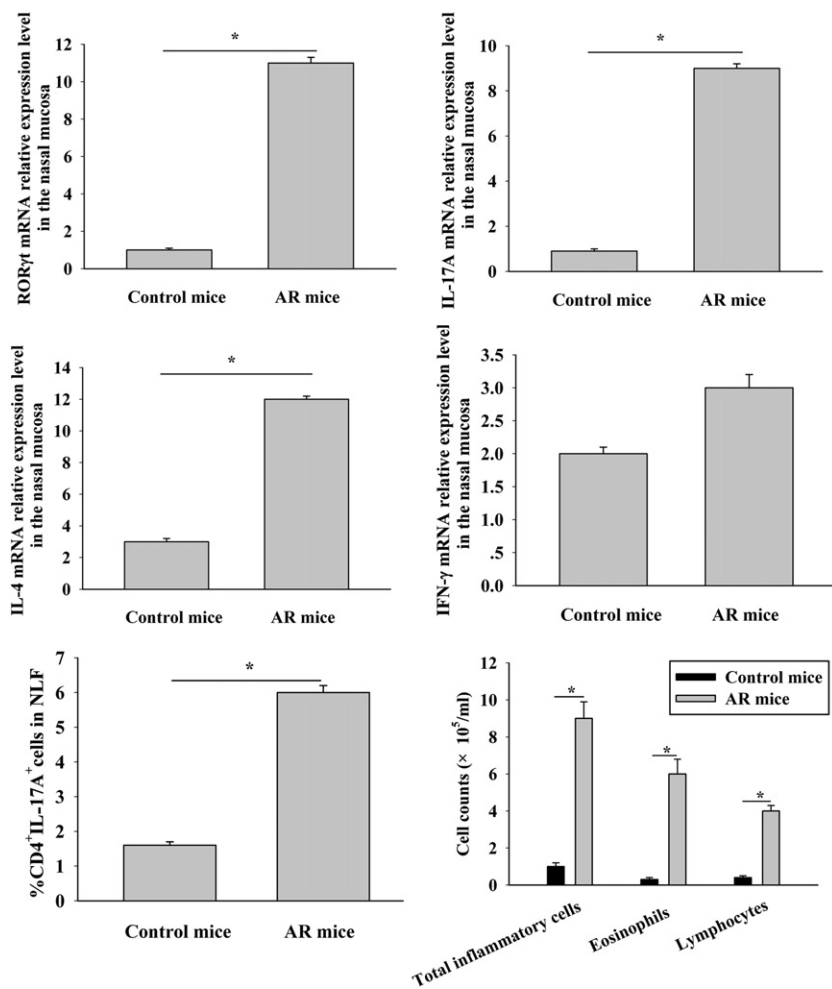 RORγt mRNA relative expression level
in the nasal mucosa
12
10
8
6
4
2
0
*
Control mice
AR mice
IL-17A mRNA relative expression level
in the nasal mucosa
10
8
6
4
2
0
*
Control mice
AR mice
IL-4 mRNA relative expression level
in the nasal mucosa
14
12
10
8
6
4
2
0
*
Control mice
AR mice
IFN-γ mRNA relative expression level
in the nasal mucosa
3.5
3.0
2.5
2.0
1.5
1.0
.5
0.0
Control mice
AR mice
%CD4⁺IL-17A⁺cells in NLF
7
6
5
4
3
2
1
0
*
Control mice
AR mice
Cell counts (× 10⁵/ml)
12
10
8
6
4
2
0
Control mice
AR mice
*
*
*
Total inflammatory cells
Eosinophils
Lymphocytes